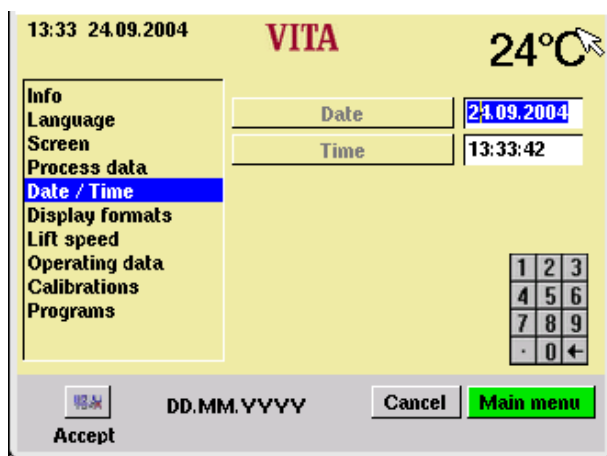 13:33 24.09.2004
VITA
24°C
Info
Language
Screen
Process data
Date / Time
Display formats
Lift speed
Operating data
Calibrations
Programs
Date
24.09.2004
Time
13:33:42
1 2 3
4 5 6
7 8 9
. 0 ←
Accept
DD.MM.YYYY
Cancel
Main menu